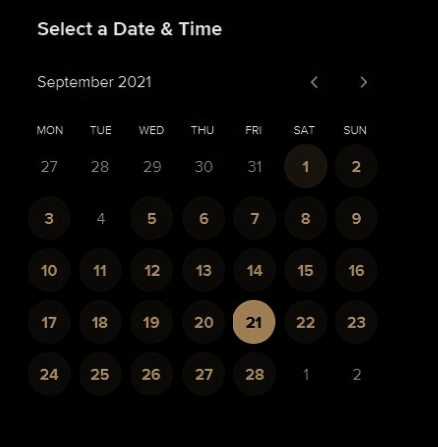 Select a Date & Time
September 2021
MON TUE WED THU FRI SAT SUN
27 28 29 30 31 1 2
3 4 5 6 7 8 9
10 11 12 13 14 15 16
17 18 19 20 21 22 23
24 25 26 27 28 1 2